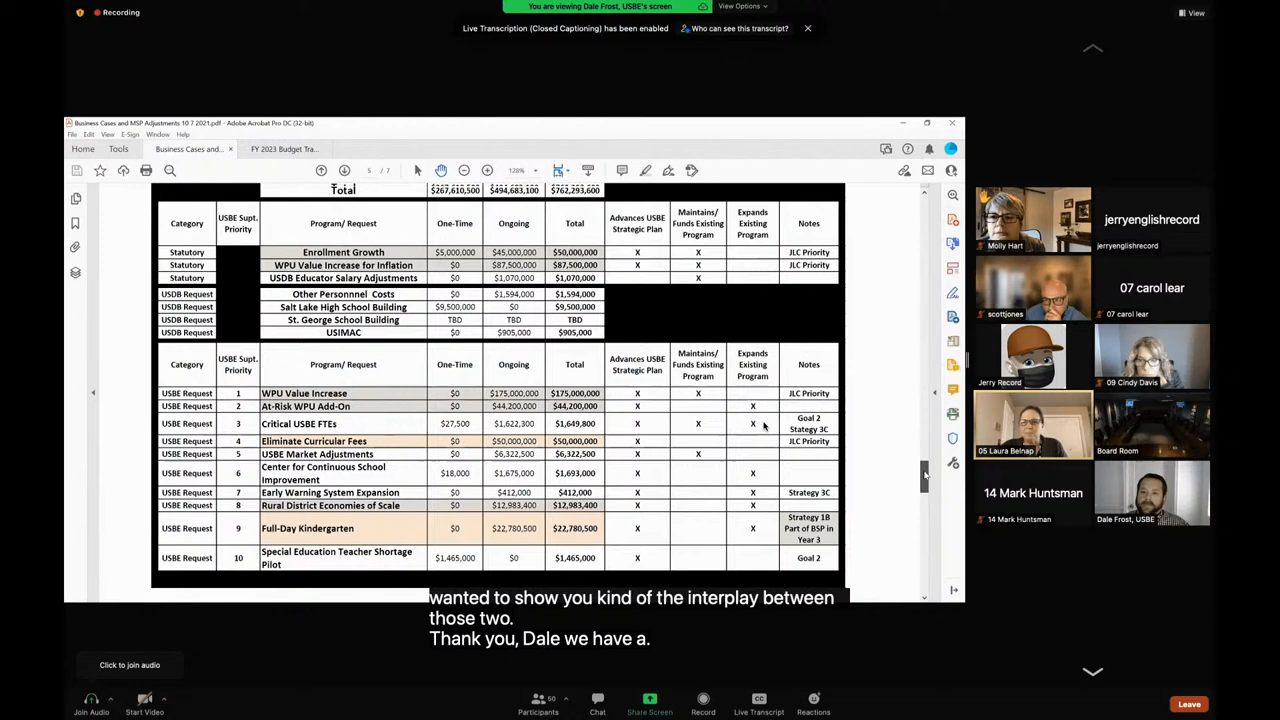 Recording
You are viewing Dale Frost, USBE's screen
View Options
View
Live Transcription (Closed Captioning) has been enabled
Who can see this transcript?
Business Cases and MSP Adjustments 10 7 2021.pdf - Adobe Acrobat Pro DC (32-bit)
File Edit View E-Sign Window Help
Home Tools Business Cases and... × FY 2023 Budget Tra...
5 / 7 128%
Total $267,610,500 $494,683,100 $762,293,600
Category USBE Supt. Priority Program/ Request One-Time Ongoing Total Advances USBE Strategic Plan Maintains/ Funds Existing Program Expands Existing Program Notes
Statutory Enrollment Growth $5,000,000 $45,000,000 $50,000,000 X X JLC Priority
Statutory WPU Value Increase for Inflation $0 $87,500,000 $87,500,000 X X JLC Priority
Statutory USDB Educator Salary Adjustments $0 $1,070,000 $1,070,000 X
USDB Request Other Personnnel Costs $0 $1,594,000 $1,594,000
USDB Request Salt Lake High School Building $9,500,000 $0 $9,500,000
USDB Request St. George School Building TBD TBD TBD
USDB Request USIMAC $0 $905,000 $905,000
Category USBE Supt. Priority Program/ Request One-Time Ongoing Total Advances USBE Strategic Plan Maintains/ Funds Existing Program Expands Existing Program Notes
USBE Request 1 WPU Value Increase $0 $175,000,000 $175,000,000 X X JLC Priority
USBE Request 2 At-Risk WPU Add-On $0 $44,200,000 $44,200,000 X X
USBE Request 3 Critical USBE FTEs $27,500 $1,622,300 $1,649,800 X X X Goal 2 Stategy 3C
USBE Request 4 Eliminate Curricular Fees $0 $50,000,000 $50,000,000 X JLC Priority
USBE Request 5 USBE Market Adjustments $0 $6,322,500 $6,322,500 X X
USBE Request 6 Center for Continuous School Improvement $18,000 $1,675,000 $1,693,000 X X
USBE Request 7 Early Warning System Expansion $0 $412,000 $412,000 X X Strategy 3C
USBE Request 8 Rural District Economies of Scale $0 $12,983,400 $12,983,400 X X
USBE Request 9 Full-Day Kindergarten $0 $22,780,500 $22,780,500 X X Strategy 1B Part of BSP in Year 3
USBE Request 10 Special Education Teacher Shortage Pilot $1,465,000 $0 $1,465,000 X Goal 2
wanted to show you kind of the interplay between
those two.
Thank you, Dale we have a.
Molly Hart
jerryenglishrecord
jerryenglishrecord
scottjones
07 carol lear
07 carol lear
Jerry Record
09 Cindy Davis
05 Laura Belnap
Board Room
14 Mark Huntsman
14 Mark Huntsman
Dale Frost, USBE
Click to join audio
Join Audio
Start Video
Participants 50
Chat
Share Screen
Record
Live Transcript
Reactions
Leave